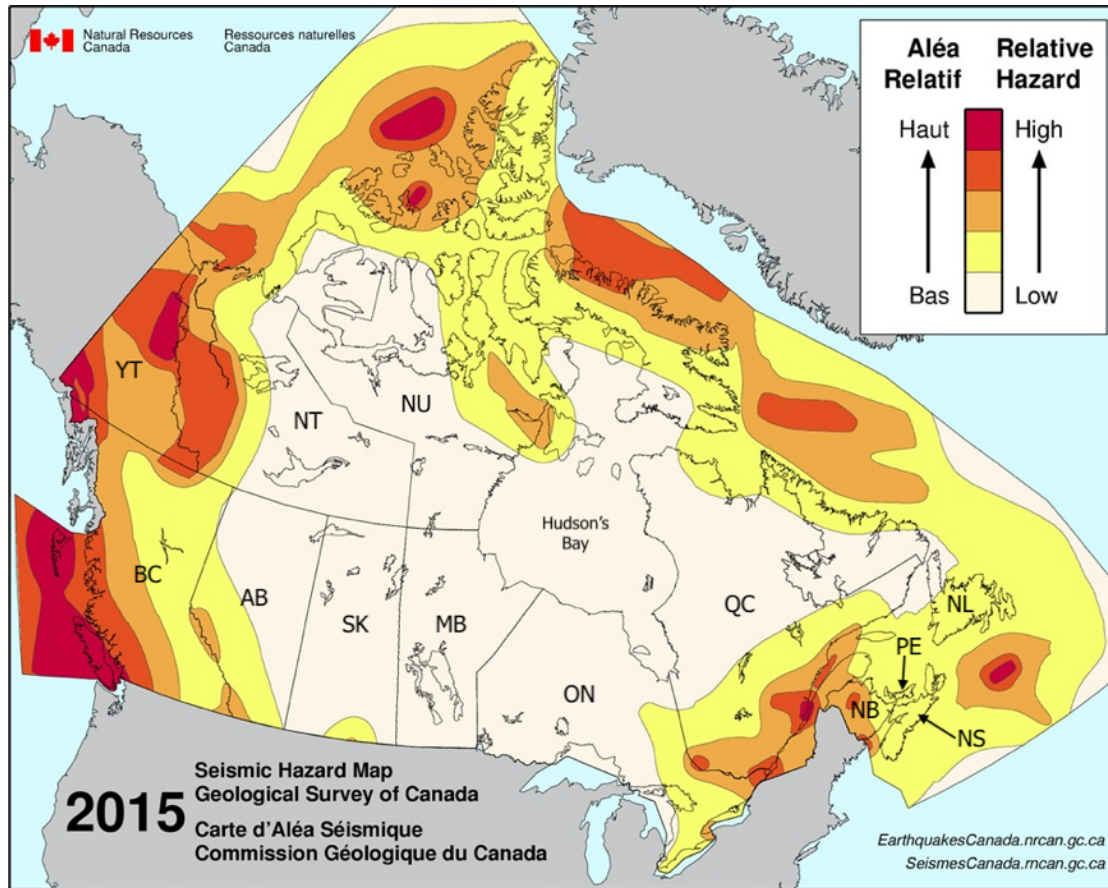 Natural Resources
Canada
Ressources naturelles
Canada
Aléa
Relatif
Relative
Hazard
Haut
High
Bas
Low
YT
NT
NU
BC
AB
SK
MB
Hudson's
Bay
ON
QC
NL
PE
NB
NS
2015
Seismic Hazard Map
Geological Survey of Canada
Carte d'Aléa Séismique
Commission Géologique du Canada
EarthquakesCanada.nrcan.gc.ca
SeismesCanada.rncan.gc.ca